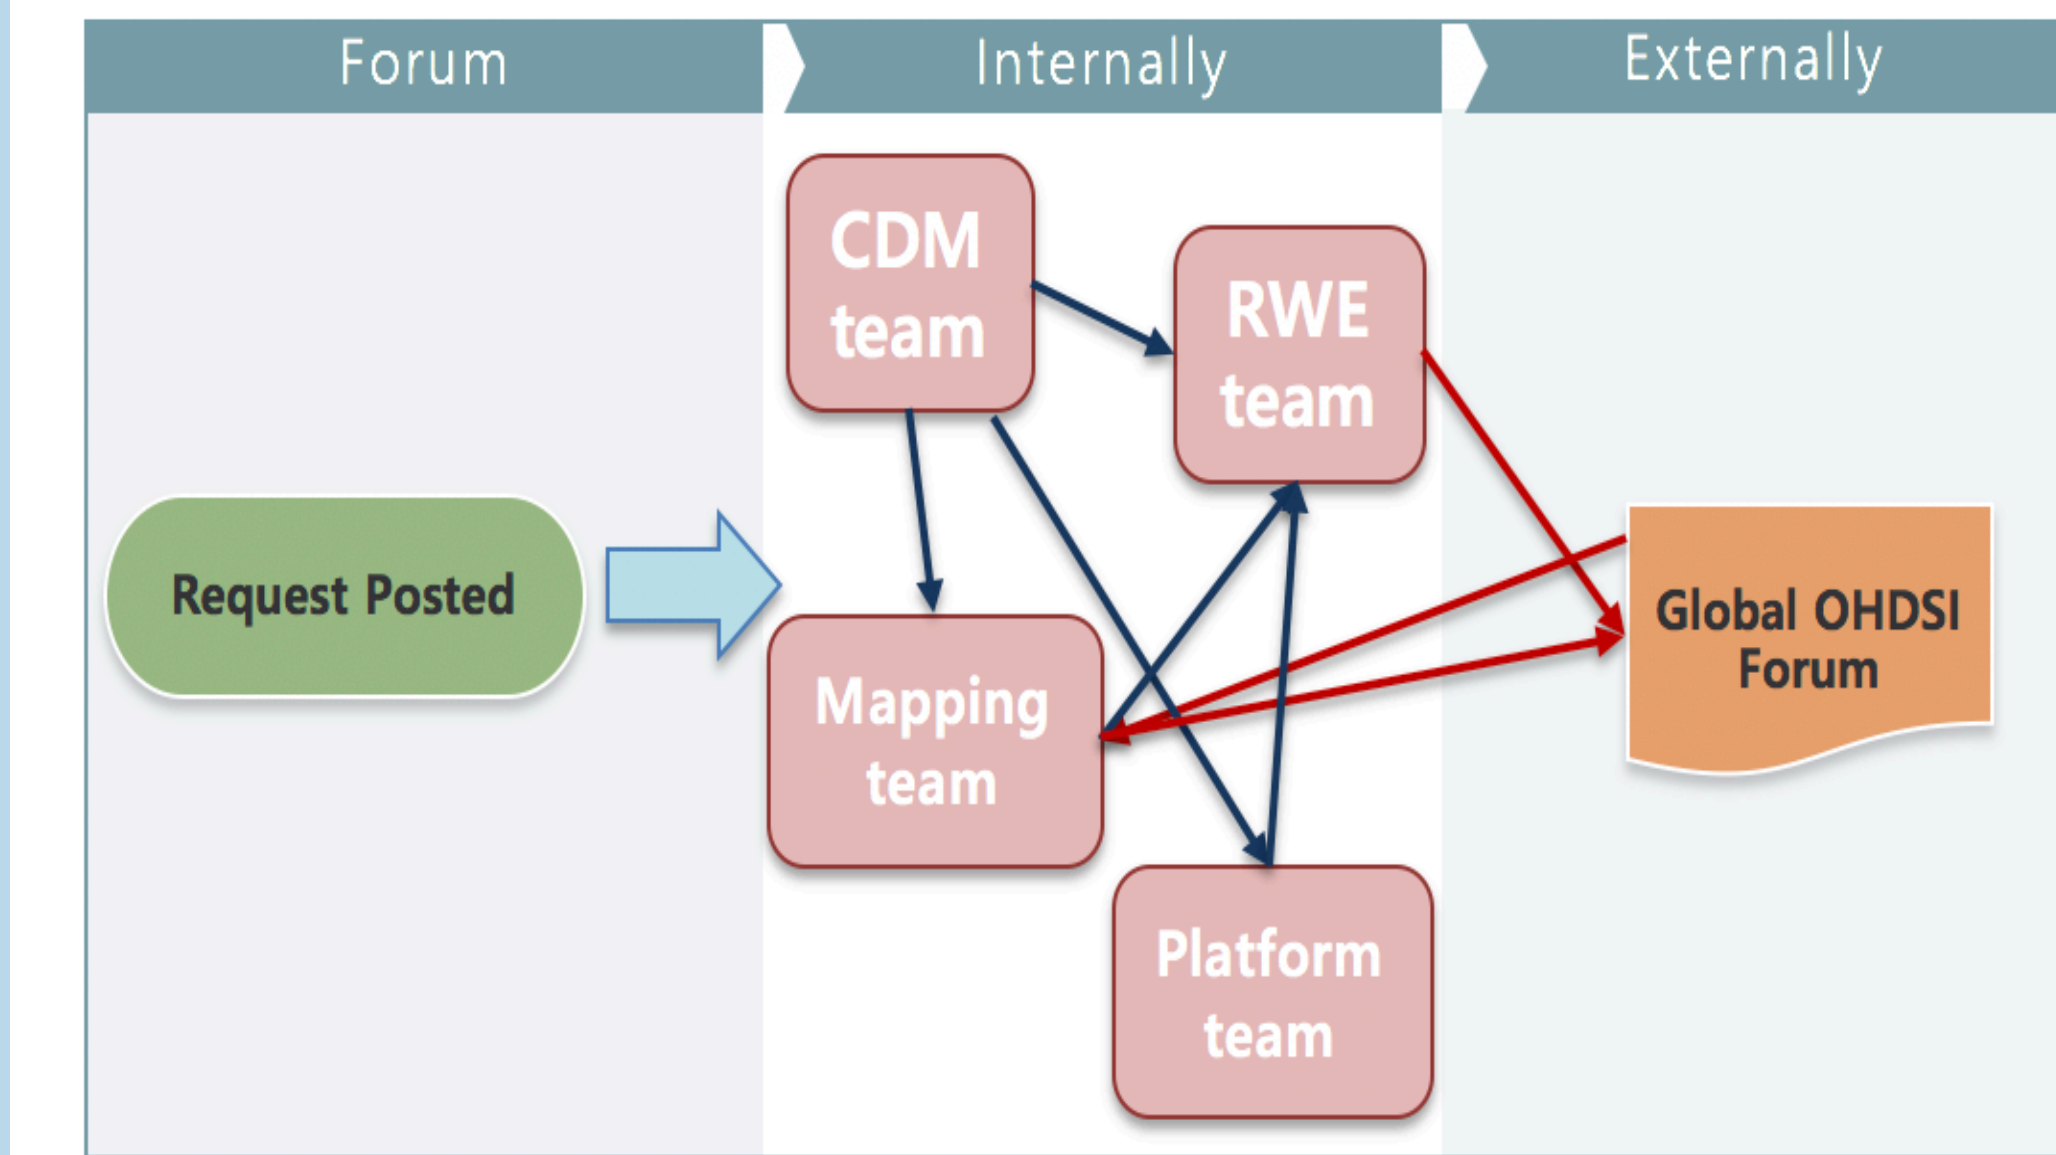 Forum
Internally
Externally
CDM
team
RWE
team
Request Posted
Global OHDSI
Forum
Mapping
team
Platform
team